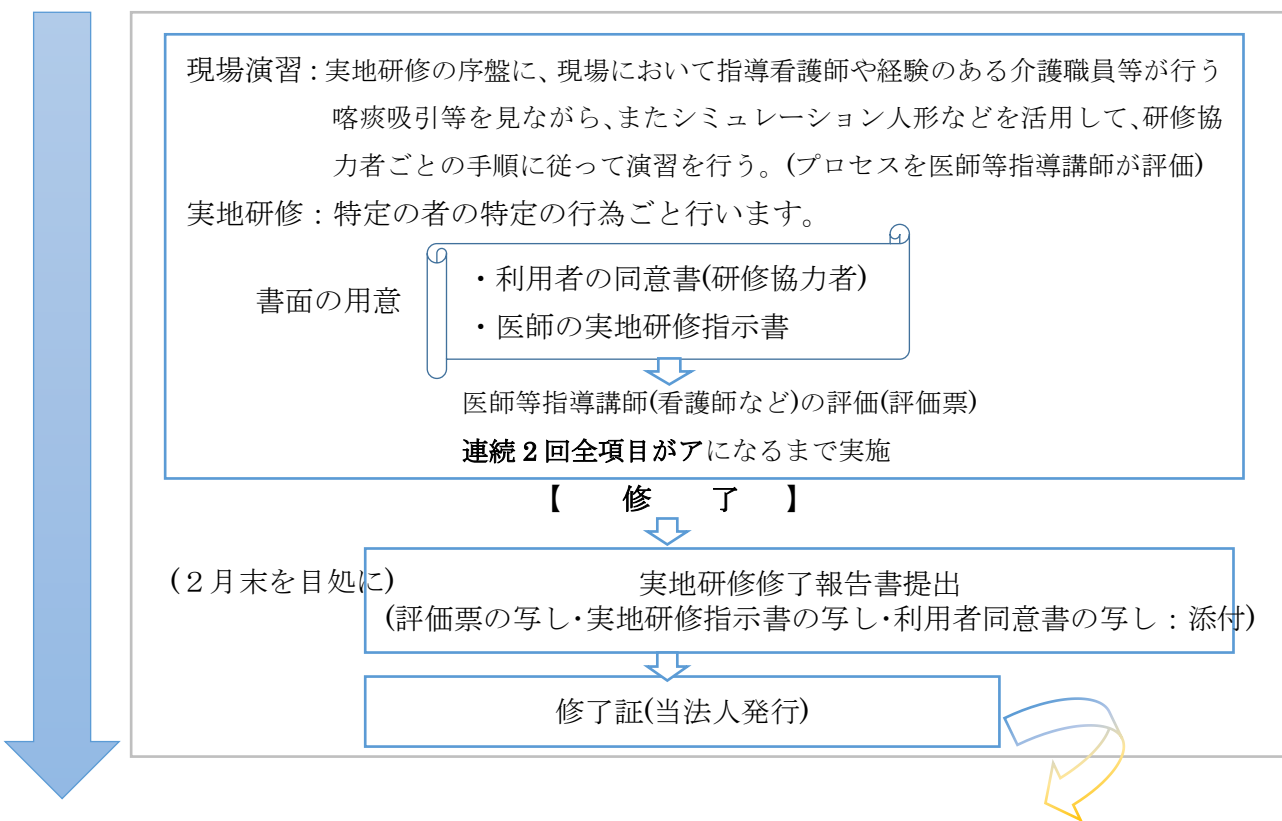 現場演習：実地研修の序盤に、現場において指導看護師や経験のある介護職員等が行う
喀痰吸引等を見ながら、またシミュレーション人形などを活用して、研修協
力者ごとの手順に従って演習を行う。(プロセスを医師等指導講師が評価)
実地研修：特定の者の特定の行為ごと行います。
書面の用意
・利用者の同意書(研修協力者)
・医師の実地研修指示書
医師等指導講師(看護師など)の評価(評価票)
連続２回全項目がアになるまで実施
【　修　了　】
(２月末を目処に)
実地研修修了報告書提出
(評価票の写し・実地研修指示書の写し・利用者同意書の写し：添付)
修了証(当法人発行)